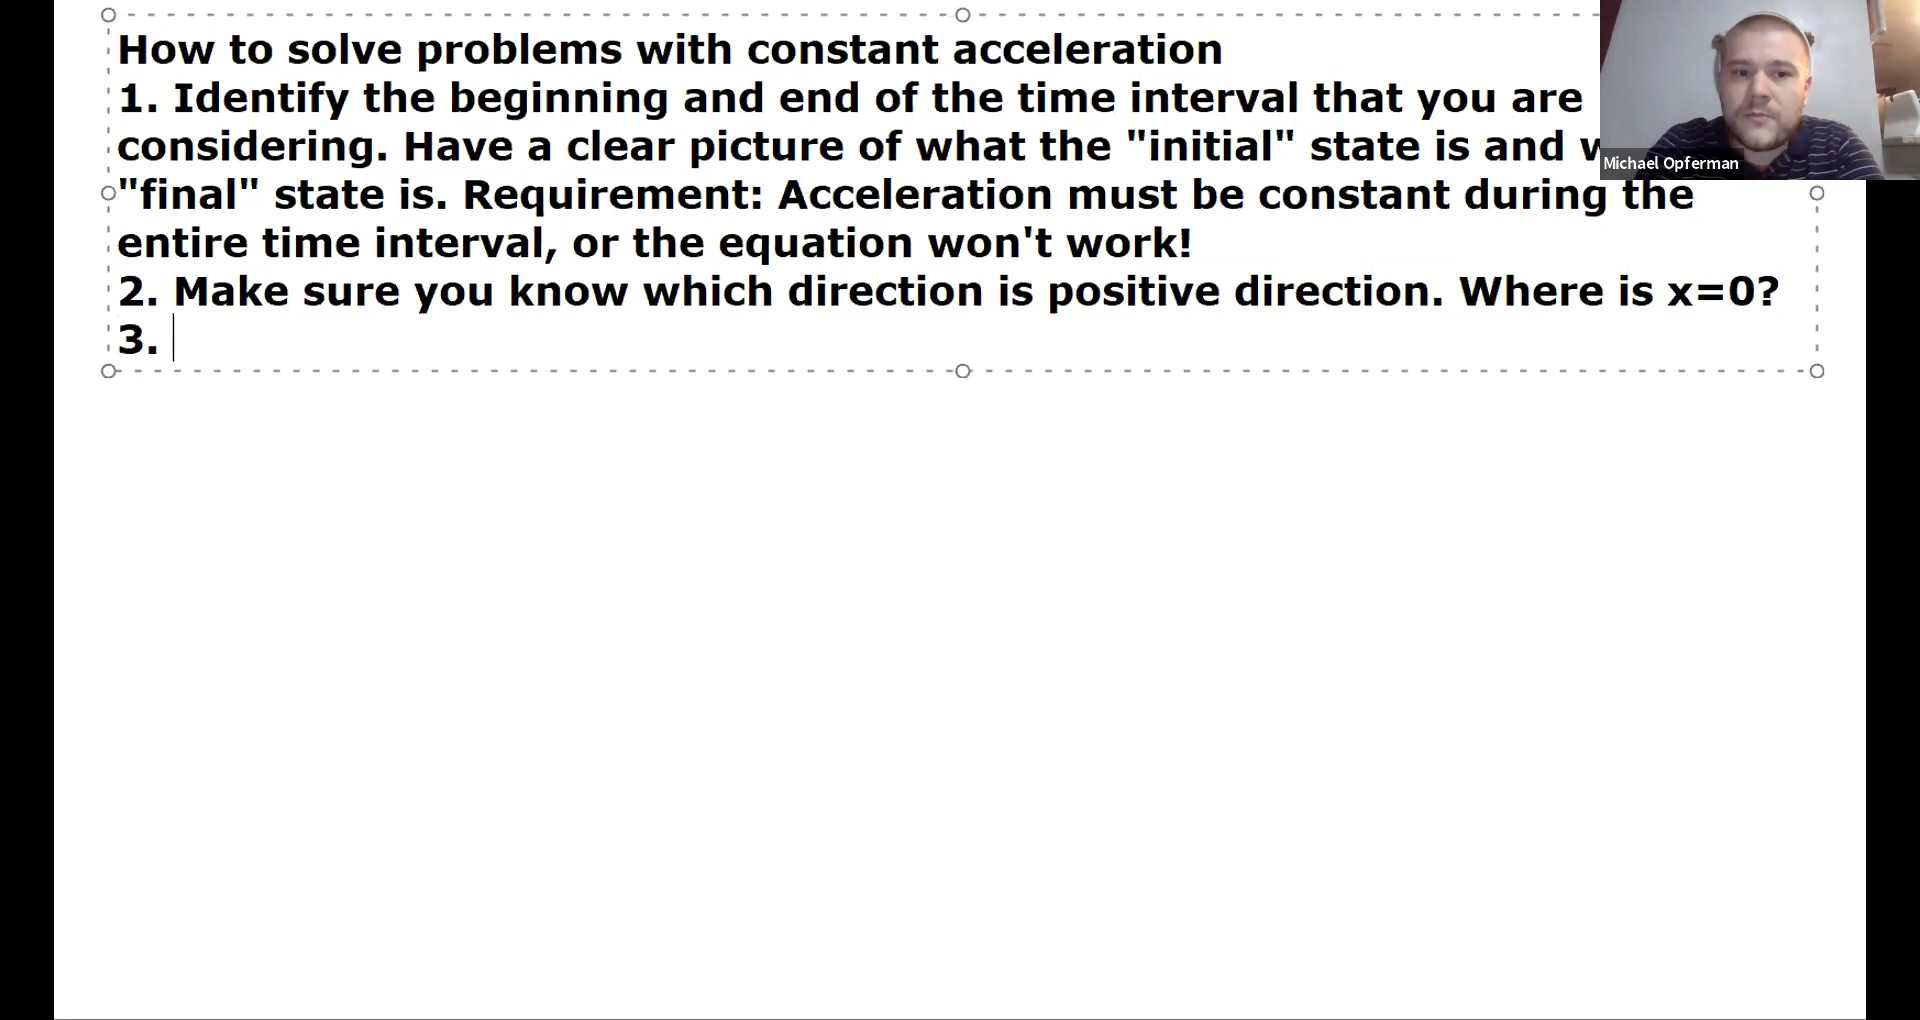 How to solve problems with constant acceleration
1. Identify the beginning and end of the time interval that you are
considering. Have a clear picture of what the "initial" state is and
"final" state is. Requirement: Acceleration must be constant during the
entire time interval, or the equation won't work!
2. Make sure you know which direction is positive direction. Where is x=0?
3.
Michael Opferman